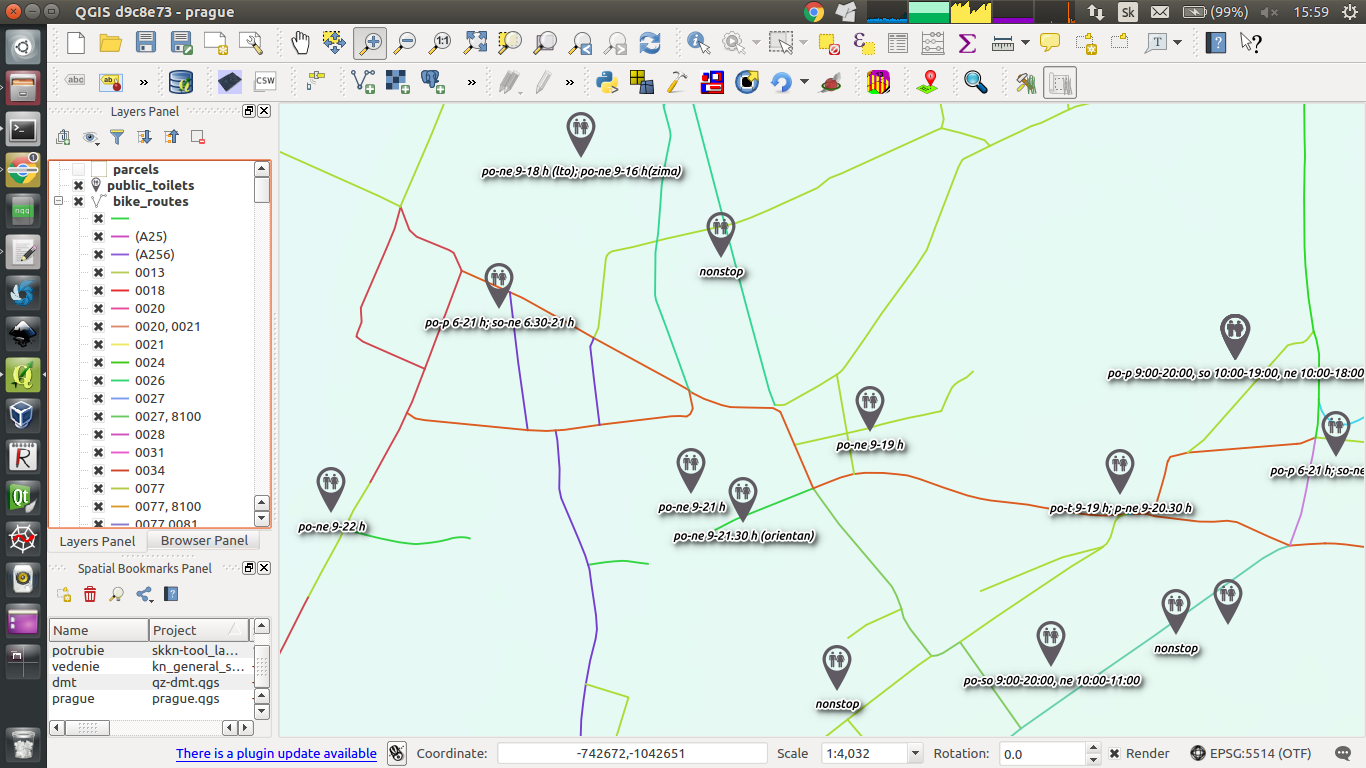 QGIS d9c8e73 - prague
Sk
(99%)
15:59
abc
ab
»
CSW
»
»
Layers Panel
parcels
public_toilets
bike_routes
(A25)
(A256)
0013
0018
0020
0020, 0021
0021
0024
0026
0027
0027, 8100
0028
0031
0034
0077
0077, 8100
0077 0081
Layers Panel
Browser Panel
Spatial Bookmarks Panel
Name
Project
potrubie
skkn-tool_la...
vedenie
kn_general_s...
dmt
qz-dmt.qgs
prague
prague.qgs
po-ne 9-18 h (lto); po-ne 9-16 h(zima)
nonstop
po-p 6-21 h; so-ne 6.30-21 h
po-p 9:00-20:00, so 10:00-19:00, ne 10:00-18:00
po-ne 9-19 h
po-p 6-21 h; so-ne
po-ne 9-21 h
po-t 9-19 h; p-ne 9-20.30 h
po-ne 9-22 h
po-ne 9-21:30 h (orientan)
nonstop
po-so 9:00-20:00, ne 10:00-11:00
nonstop
There is a plugin update available
Coordinate:
-742672,-1042651
Scale
1:4,032
Rotation:
0.0
Render
EPSG:5514 (OTF)